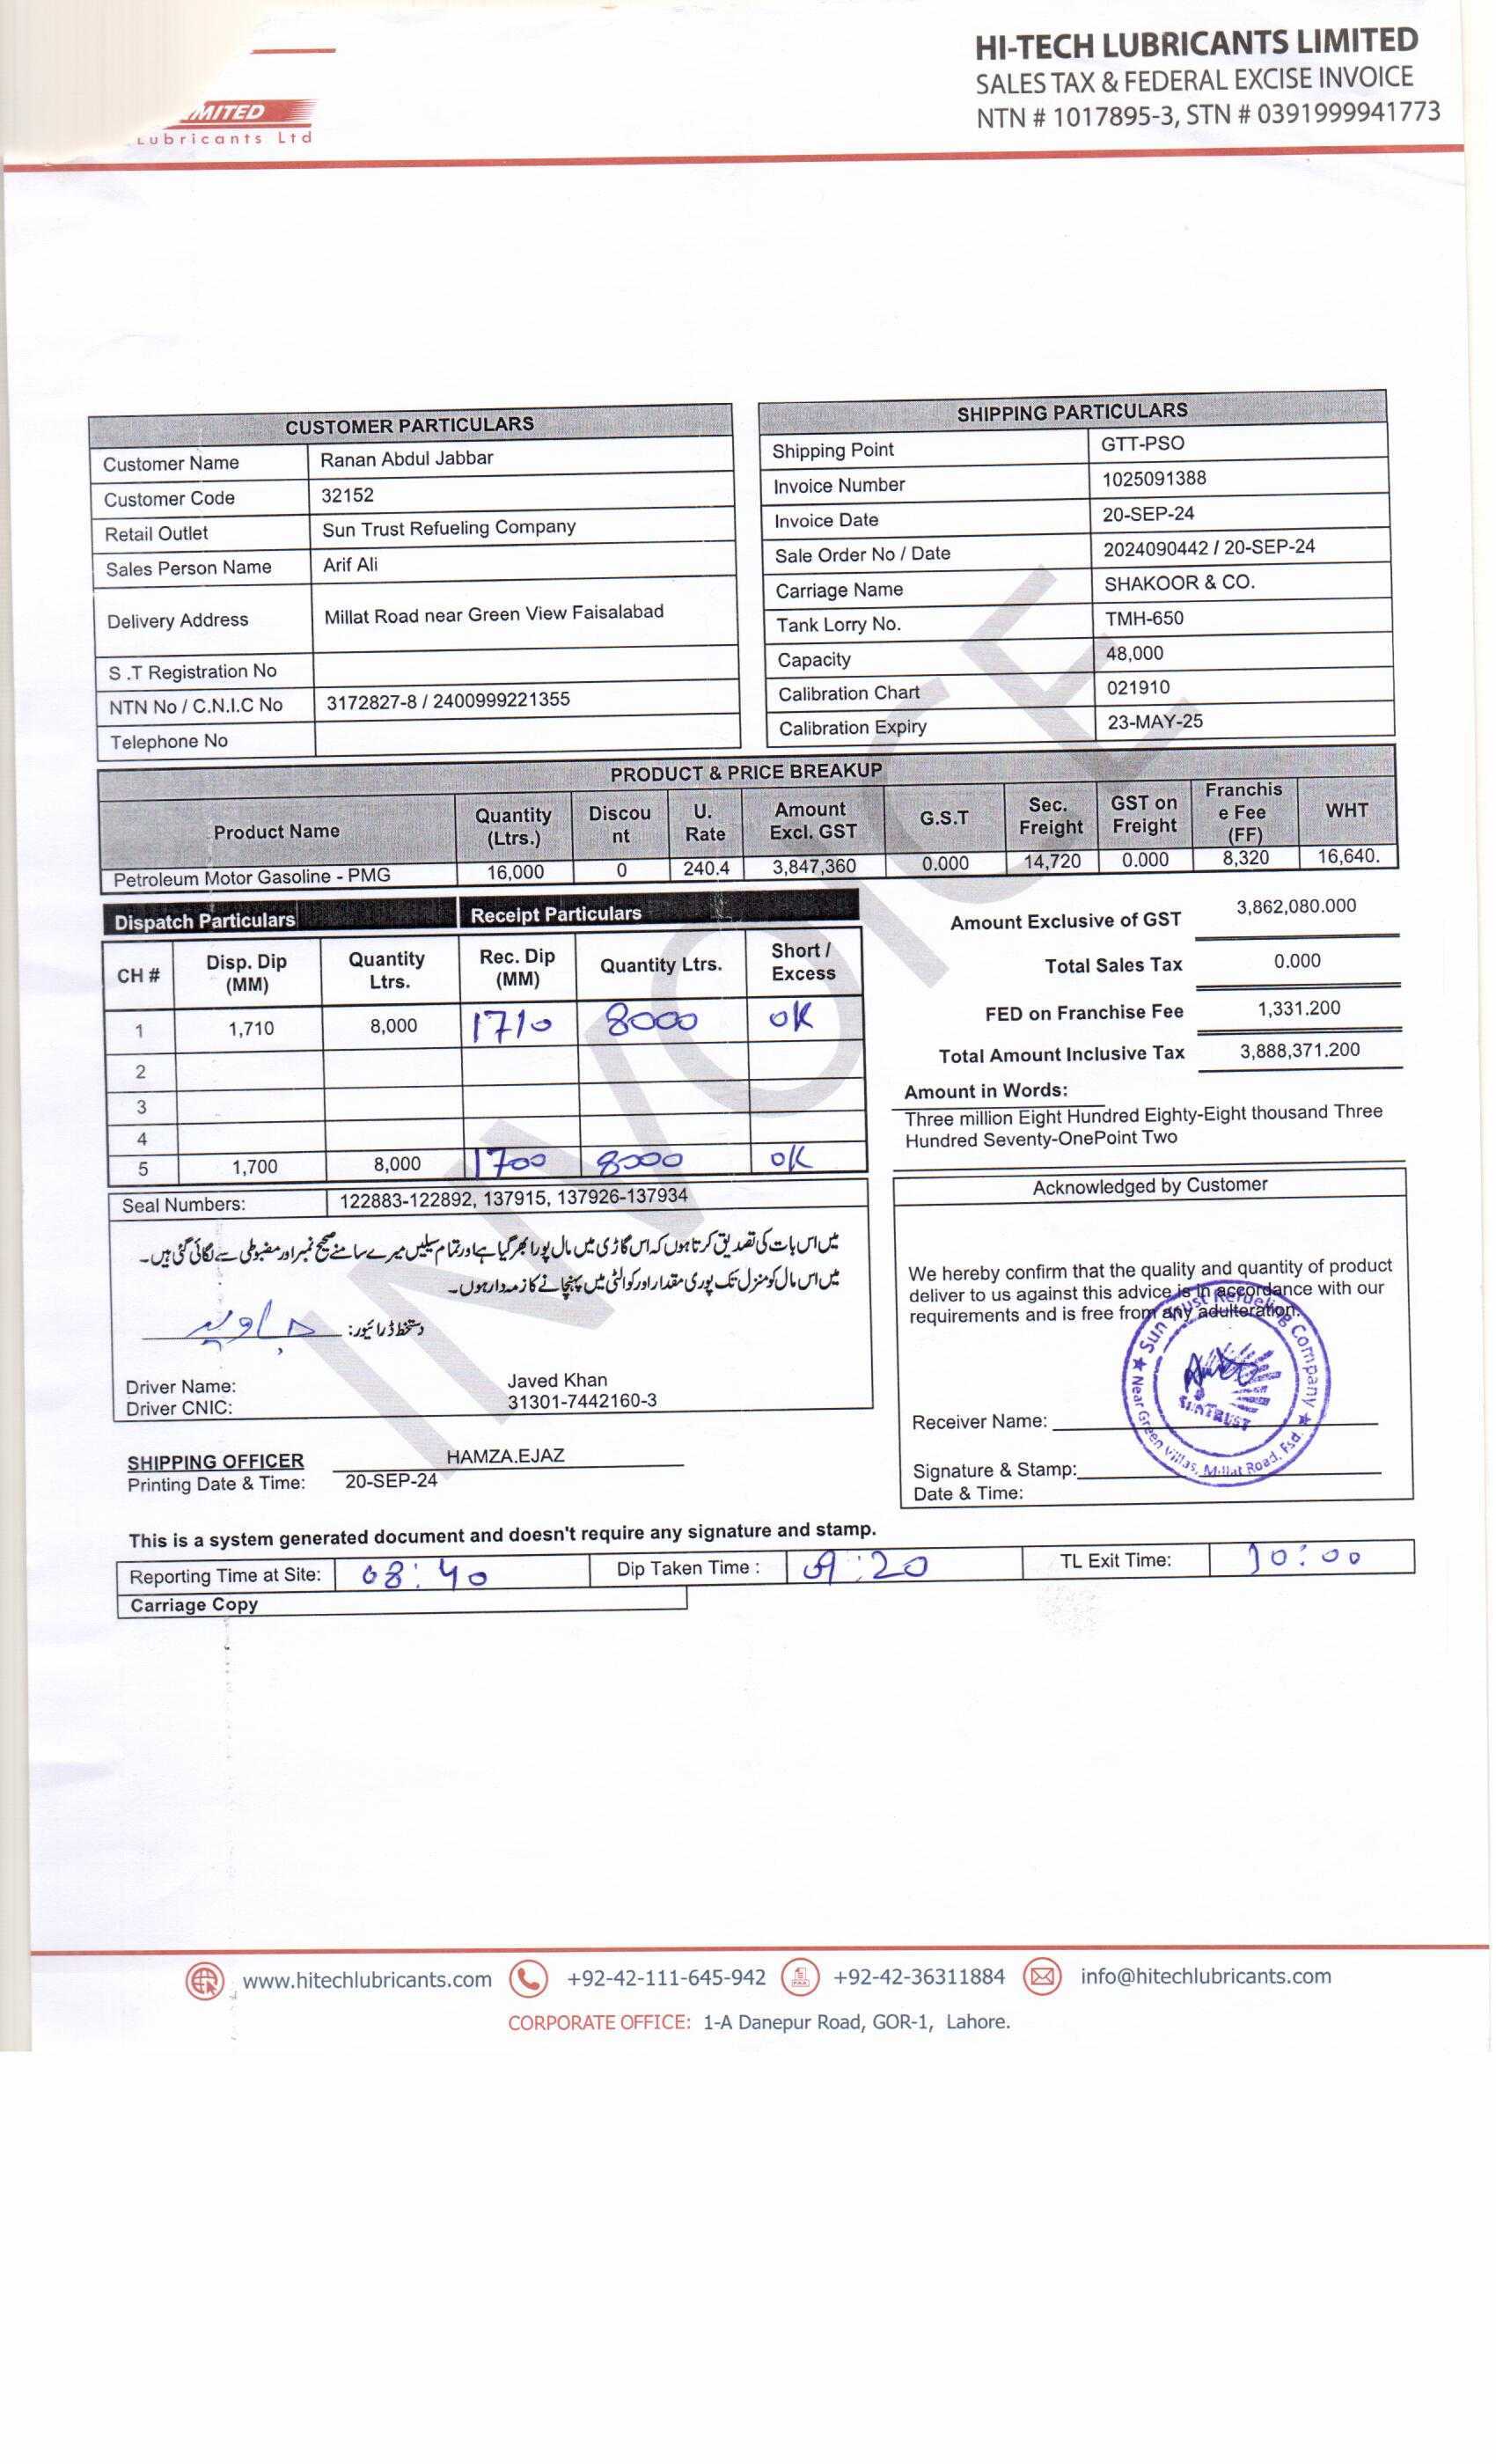 HI-TECH LUBRICANTS LIMITED
SALES TAX & FEDERAL EXCISE INVOICE
NTN # 1017895-3, STN # 0391999941773
MITED
Lubricants Ltd
CUSTOMER PARTICULARS
Customer Name Ranan Abdul Jabbar
Customer Code 32152
Retail Outlet Sun Trust Refueling Company
Sales Person Name Arif Ali
Delivery Address Millat Road near Green View Faisalabad
S .T Registration No
NTN No / C.N.I.C No 3172827-8 / 2400999221355
Telephone No
SHIPPING PARTICULARS
Shipping Point GTT-PSO
Invoice Number 1025091388
Invoice Date 20-SEP-24
Sale Order No / Date 2024090442 / 20-SEP-24
Carriage Name SHAKOOR & CO.
Tank Lorry No. TMH-650
Capacity 48,000
Calibration Chart 021910
Calibration Expiry 23-MAY-25
INVOICE
PRODUCT & PRICE BREAKUP
Product Name Quantity (Ltrs.) Discou nt U. Rate Amount Excl. GST G.S.T Sec. Freight GST on Freight Franchis e Fee (FF) WHT
Petroleum Motor Gasoline - PMG 16,000 0 240.4 3,847,360 0.000 14,720 0.000 8,320 16,640.
Dispatch Particulars Receipt Particulars
CH # Disp. Dip (MM) Quantity Ltrs. Rec. Dip (MM) Quantity Ltrs. Short / Excess
1 1,710 8,000 1710 8000 OK
2
3
4
5 1,700 8,000 1700 8000 OK
Seal Numbers: 122883-122892, 137915, 137926-137934
Amount Exclusive of GST 3,862,080.000
Total Sales Tax 0.000
FED on Franchise Fee 1,331.200
Total Amount Inclusive Tax 3,888,371.200
Amount in Words:
Three million Eight Hundred Eighty-Eight thousand Three
Hundred Seventy-OnePoint Two
میں اس بات کی تصدیق کرتا ہوں کہ اس گاڑی میں مال پورا بھر گیا ہے اور تمام سیلیں میرے سامنے صحیح نمبر اور مضبوطی سے لگائی گئی ہیں۔
میں اس مال کو منزل تک پوری مقدار اور کوالٹی میں پہنچانے کا زمہ دار ہوں۔
دستخط ڈرائیور: جاوید
Driver Name: Javed Khan
Driver CNIC: 31301-7442160-3
SHIPPING OFFICER HAMZA.EJAZ
Printing Date & Time: 20-SEP-24
Acknowledged by Customer
We hereby confirm that the quality and quantity of product
deliver to us against this advice is in accordance with our
requirements and is free from any adulteration.
Receiver Name:
Signature & Stamp:
Date & Time:
Sun Trust Refueling Company
SUNTRUST
Near Green Villas, Millat Road, Fsd.
This is a system generated document and doesn't require any signature and stamp.
Reporting Time at Site: 08:40 Dip Taken Time : 9:20 TL Exit Time: 10:00
Carriage Copy
www.hitechlubricants.com +92-42-111-645-942 +92-42-36311884 info@hitechlubricants.com
CORPORATE OFFICE: 1-A Danepur Road, GOR-1, Lahore.